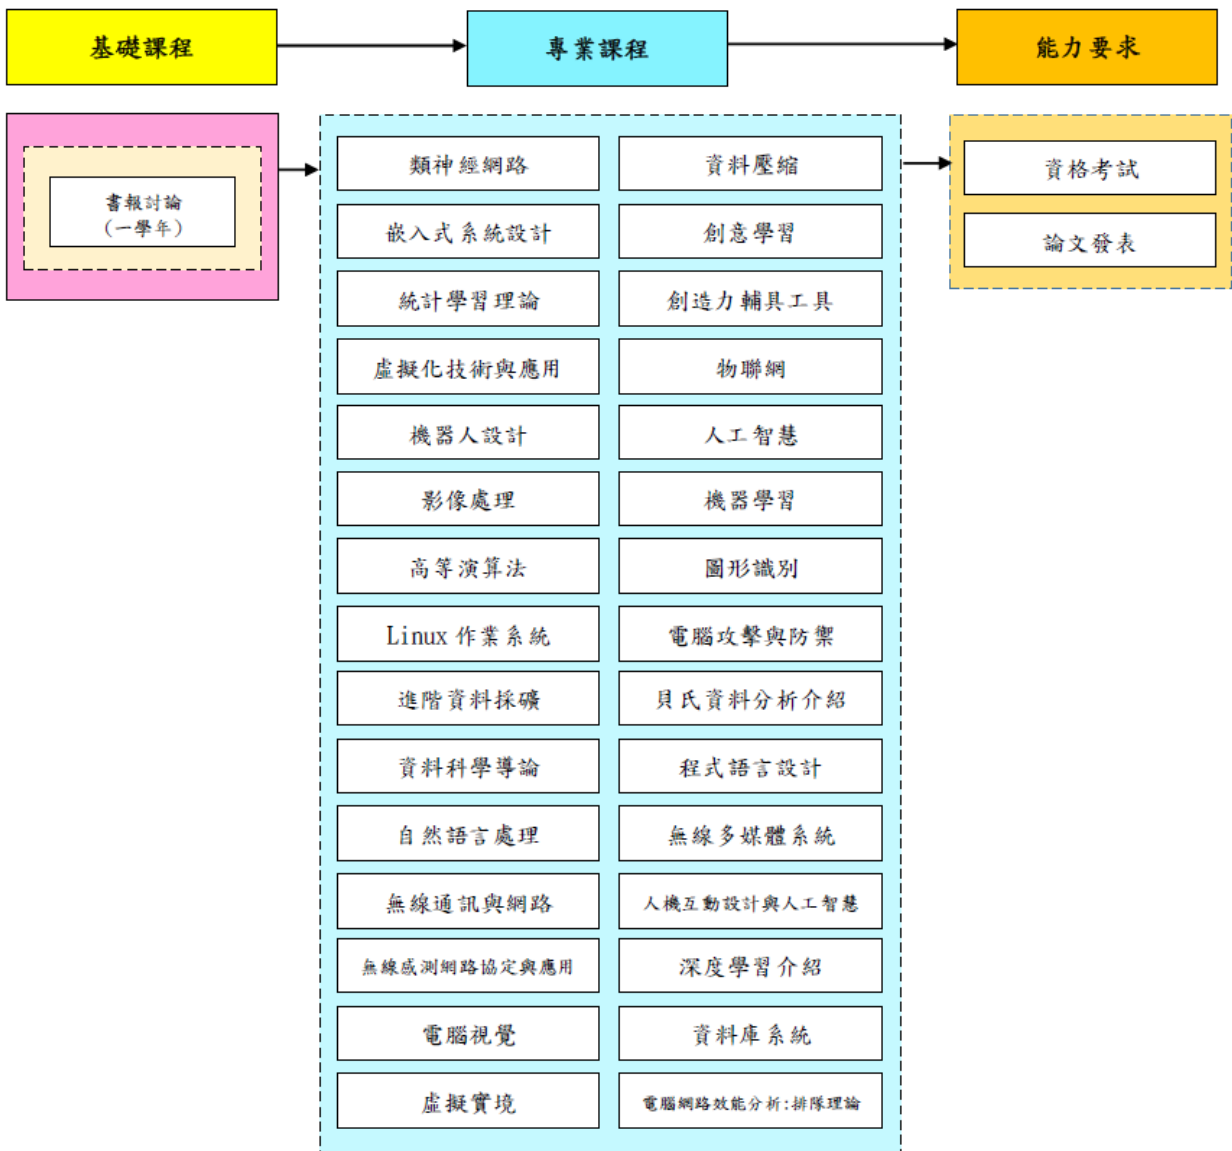 基礎課程
專業課程
能力要求
書報討論
(一學年)
類神經網路
資料壓縮
嵌入式系統設計
創意學習
統計學習理論
創造力輔具工具
虛擬化技術與應用
物聯網
機器人設計
人工智慧
影像處理
機器學習
高等演算法
圖形識別
Linux 作業系統
電腦攻擊與防禦
進階資料採礦
貝氏資料分析介紹
資料科學導論
程式語言設計
自然語言處理
無線多媒體系統
無線通訊與網路
人機互動設計與人工智慧
無線感測網路協定與應用
深度學習介紹
電腦視覺
資料庫系統
虛擬實境
電腦網路效能分析:排隊理論
資格考試
論文發表